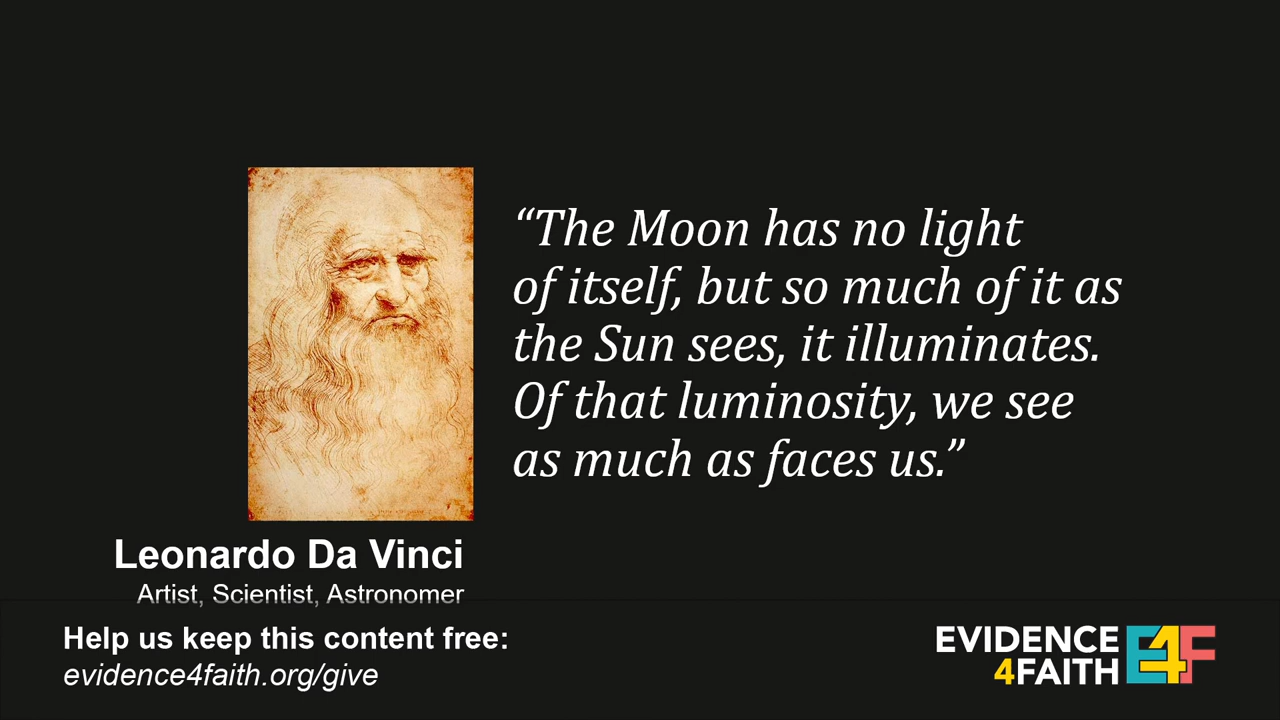 “The Moon has no light
of itself, but so much of it as
the Sun sees, it illuminates.
Of that luminosity, we see
as much as faces us.”
Leonardo Da Vinci
Artist, Scientist, Astronomer
Help us keep this content free:
evidence4faith.org/give
EVIDENCE
4FAITH
E4F